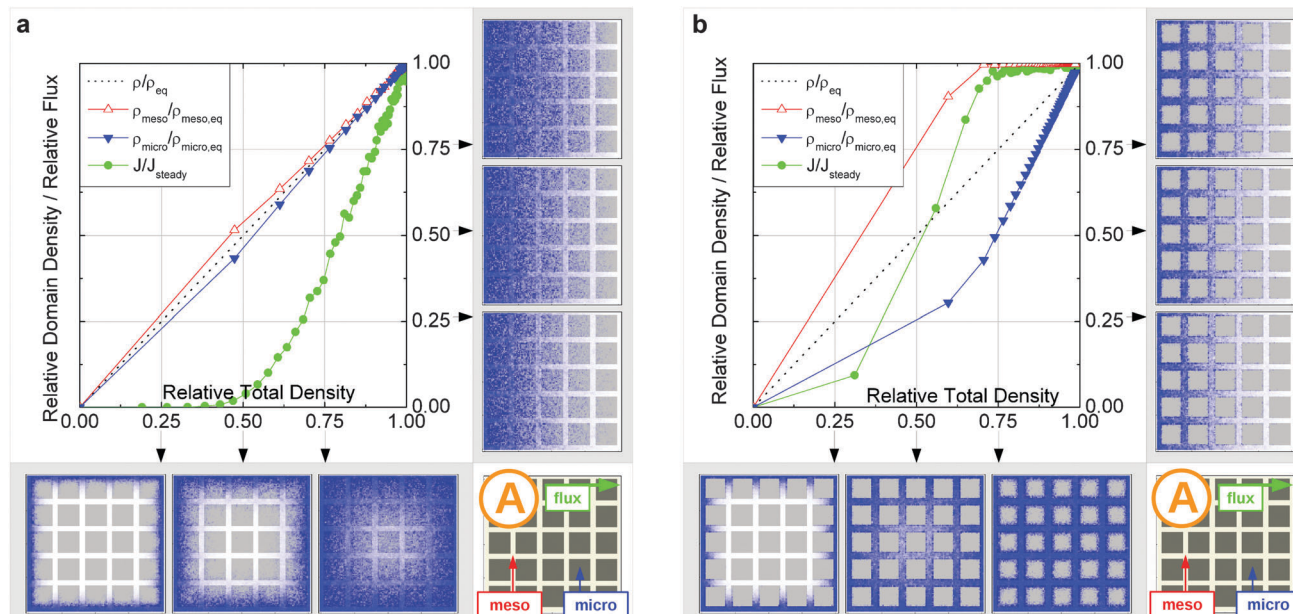 a
Relative Domain Density / Relative Flux
ρ/ρeq
ρmeso/ρmeso,eq
ρmicro/ρmicro,eq
J/Jsteady
1.00
0.75
0.50
0.25
0.00
Relative Total Density
0.00 0.25 0.50 0.75 1.00
A
flux
meso
micro
b
Relative Domain Density / Relative Flux
ρ/ρeq
ρmeso/ρmeso,eq
ρmicro/ρmicro,eq
J/Jsteady
1.00
0.75
0.50
0.25
0.00
Relative Total Density
0.00 0.25 0.50 0.75 1.00
A
flux
meso
micro